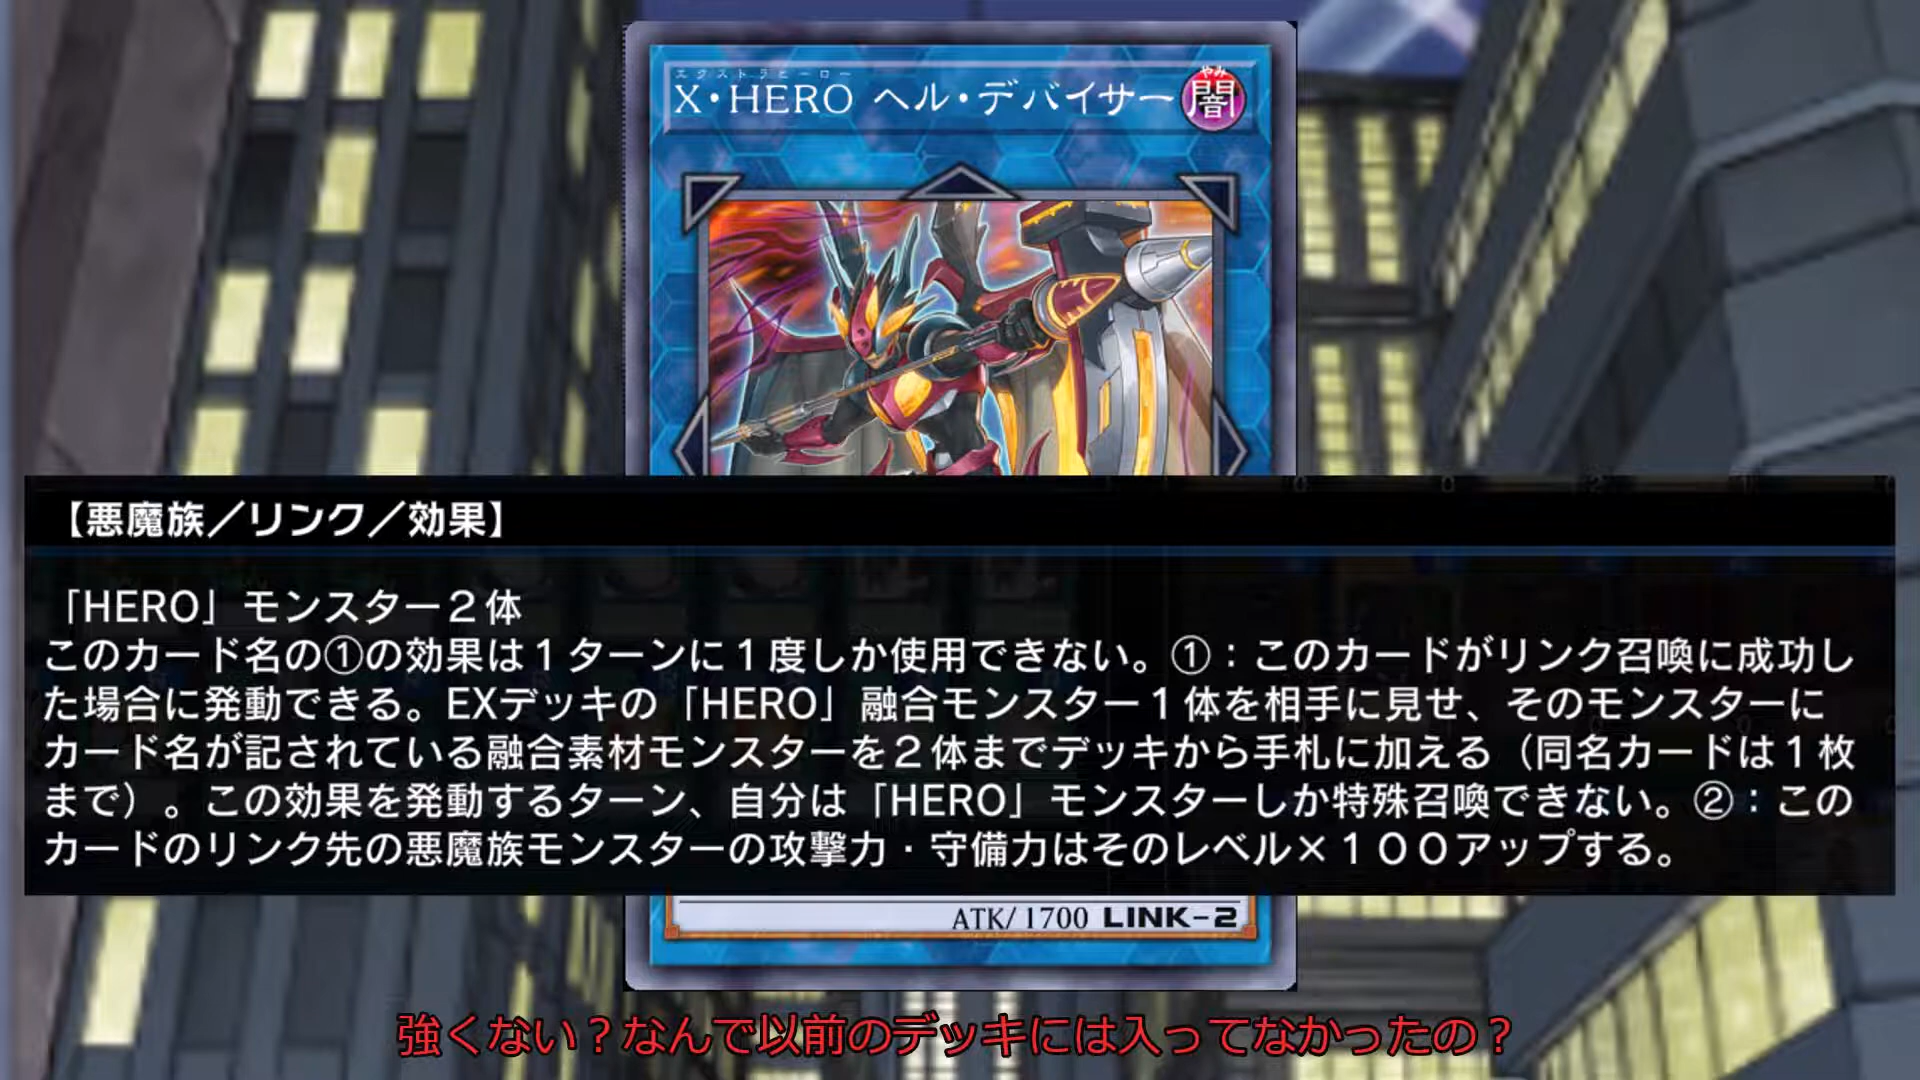 エクストラヒーロー
X・HERO ヘル・デバイサー
やみ
闇
【悪魔族／リンク／効果】
「HERO」モンスター２体
このカード名の①の効果は１ターンに１度しか使用できない。①：このカードがリンク召喚に成功し
た場合に発動できる。EXデッキの「HERO」融合モンスター１体を相手に見せ、そのモンスターに
カード名が記されている融合素材モンスターを２体までデッキから手札に加える（同名カードは１枚
まで）。この効果を発動するターン、自分は「HERO」モンスターしか特殊召喚できない。②：この
カードのリンク先の悪魔族モンスターの攻撃力・守備力はそのレベル×１００アップする。
ATK/1700 LINK-2
強くない？なんで以前のデッキには入ってなかったの？